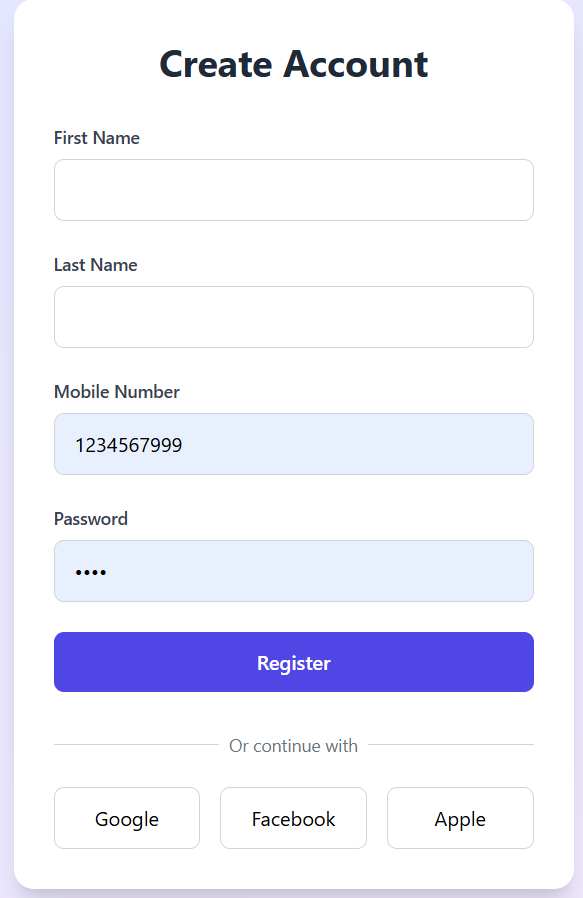 Create Account
First Name
Last Name
Mobile Number
1234567999
Password
••••
Register
Or continue with
Google Facebook Apple